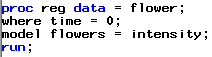 proc reg data = flower;
where time = 0;
model flowers = intensity;
run;